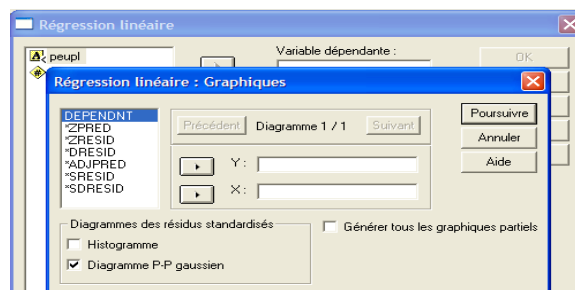 Régression linéaire
peupl
Variable dépendante :
OK
Régression linéaire : Graphiques
DEPENDNT
*ZPRED
*ZRESID
*DRESID
*ADJPRED
*SRESID
*SDRESID
Précédent
Diagramme 1 / 1
Suivant
Y:
X:
Poursuivre
Annuler
Aide
Diagrammes des résidus standardisés
Histogramme
Diagramme P-P gaussien
Générer tous les graphiques partiels